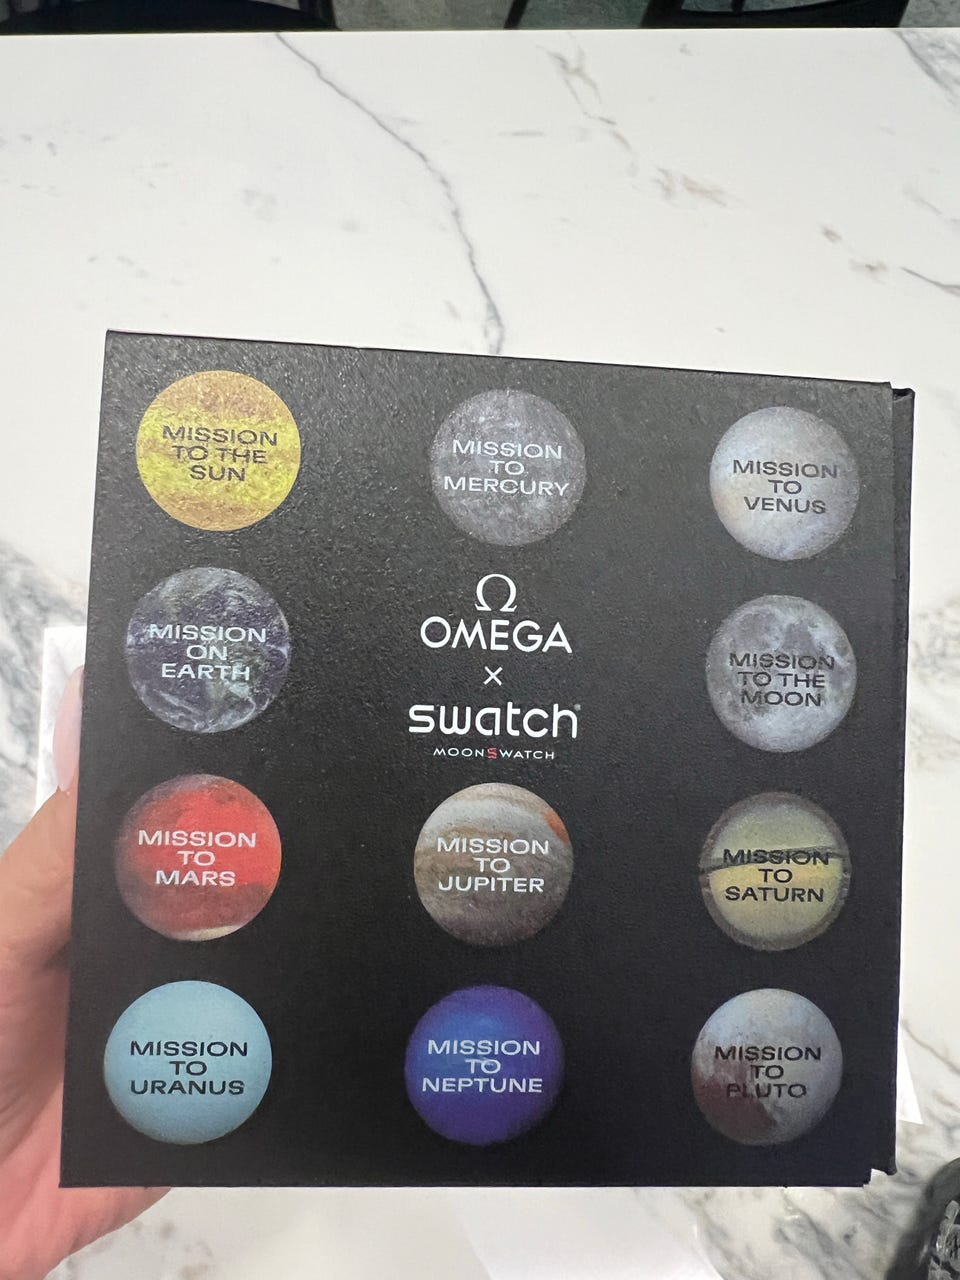 MISSION
TO THE
SUN
MISSION
TO
MERCURY
MISSION
TO
VENUS
MISSION
ON
EARTH
Ω
OMEGA
×
swatch®
MOONSWATCH
MISSION
TO THE
MOON
MISSION
TO
MARS
MISSION
TO
JUPITER
MISSION
TO
SATURN
MISSION
TO
URANUS
MISSION
TO
NEPTUNE
MISSION
TO
PLUTO